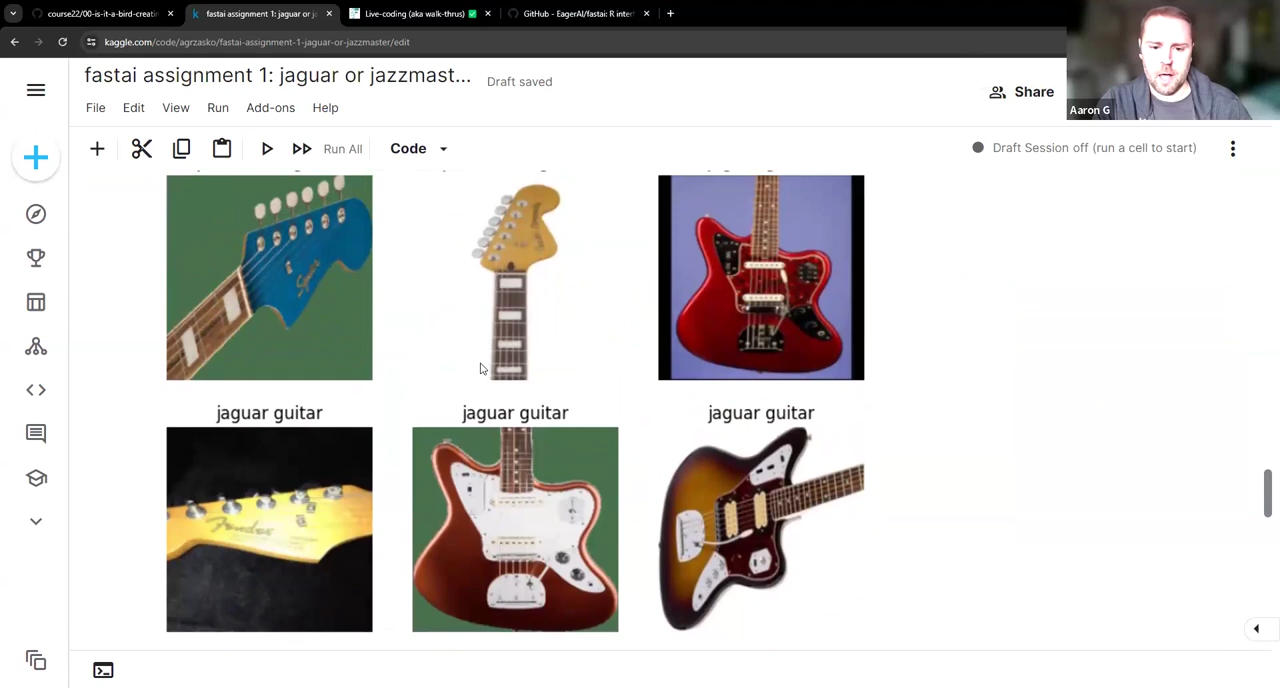 course22/00-is-it-a-bird-creatin
fastai assignment 1: jaguar or ja
Live-coding (aka walk-thrus) ✅
GitHub - EagerAI/fastai: R interf
kaggle.com/code/agrzasko/fastai-assignment-1-jaguar-or-jazzmaster/edit
Aaron G
fastai assignment 1: jaguar or jazzmast...
Draft saved
Share
File Edit View Run Add-ons Help
Run All
Code
Draft Session off (run a cell to start)
jaguar guitar
jaguar guitar
jaguar guitar
Fender